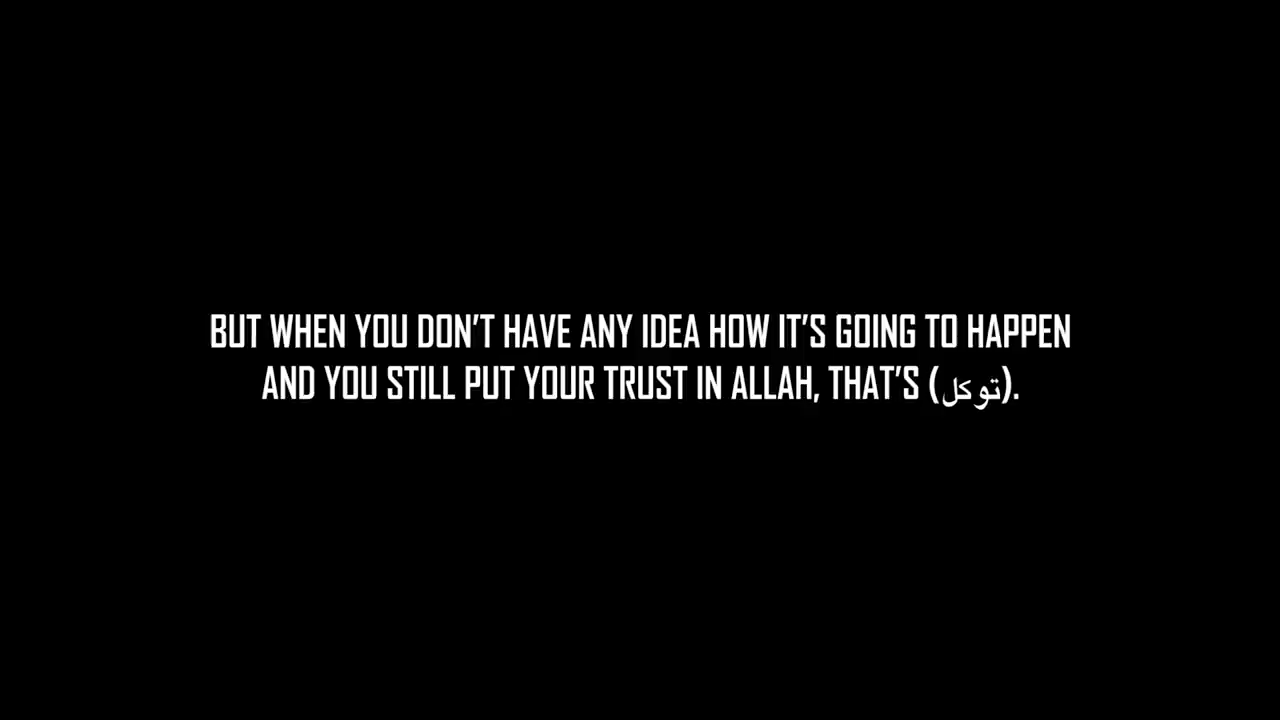 BUT WHEN YOU DON’T HAVE ANY IDEA HOW IT’S GOING TO HAPPEN
AND YOU STILL PUT YOUR TRUST IN ALLAH, THAT’S (توكل).